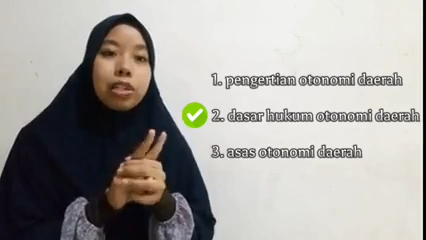 1. pengertian otonomi daerah
2. dasar hukum otonomi daerah
3. asas otonomi daerah